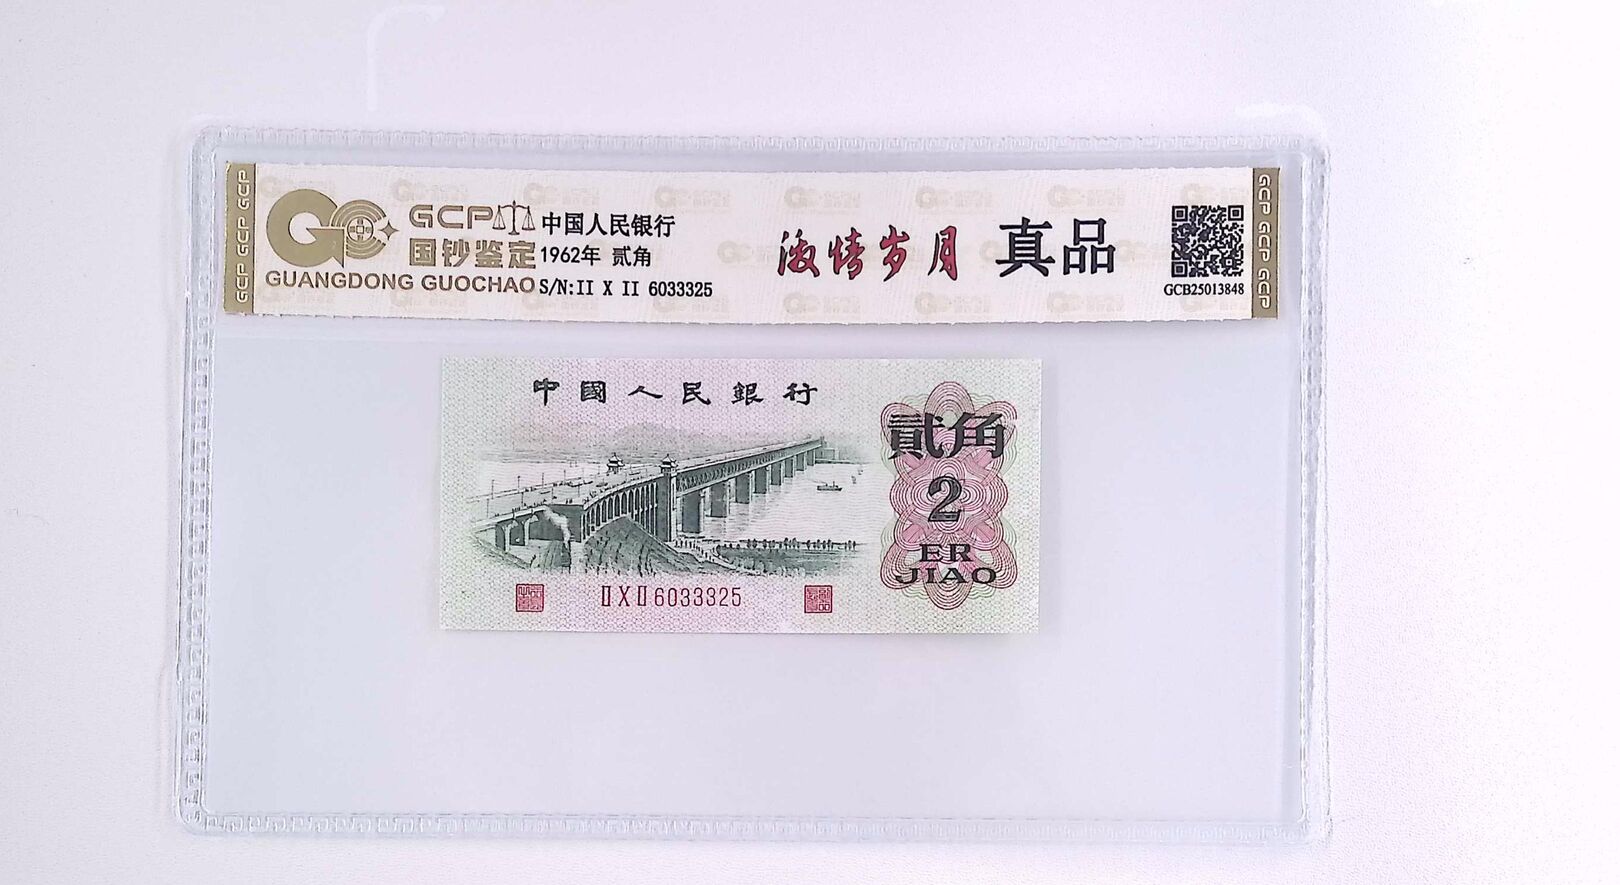 GCP GCP GCP
GCP
国钞鉴定
GUANGDONG GUOCHAO
中国人民银行
1962年 贰角
S/N:II X II 6033325
激情岁月 真品
GCB25013848
GCP GCP GCP
中國人民銀行
貳角
2
ER
JIAO
II X II 6033325